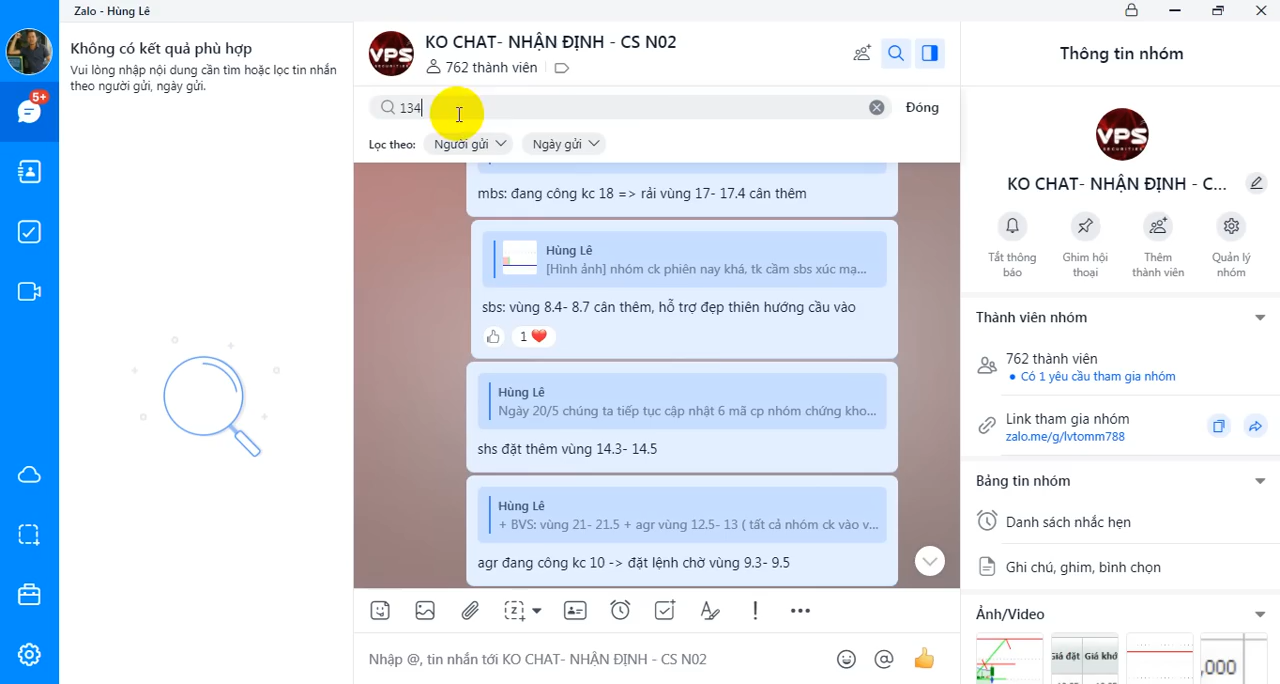 Zalo - Hùng Lê
Không có kết quả phù hợp
Vui lòng nhập nội dung cần tìm hoặc lọc tin nhắn
theo người gửi, ngày gửi.
5+
VPS
SECURITIES
KO CHAT- NHẬN ĐỊNH - CS N02
762 thành viên
134
Đóng
Lọc theo:
Người gửi
Ngày gửi
mbs: đang công kc 18 => rải vùng 17- 17.4 cân thêm
Hùng Lê
[Hình ảnh] nhóm ck phiên nay khá, tk cầm sbs xúc mạ...
sbs: vùng 8.4- 8.7 cân thêm, hỗ trợ đẹp thiên hướng cầu vào
1
Hùng Lê
Ngày 20/5 chúng ta tiếp tục cập nhật 6 mã cp nhóm chứng kho...
shs đặt thêm vùng 14.3- 14.5
Hùng Lê
+ BVS: vùng 21- 21.5 + agr vùng 12.5- 13 ( tất cả nhóm ck vào v...
agr đang công kc 10 -> đặt lệnh chờ vùng 9.3- 9.5
Nhập @, tin nhắn tới KO CHAT- NHẬN ĐỊNH - CS N02
Thông tin nhóm
VPS
SECURITIES
KO CHAT- NHẬN ĐỊNH - C...
Tắt thông
báo
Ghim hội
thoại
Thêm
thành viên
Quản lý
nhóm
Thành viên nhóm
762 thành viên
• Có 1 yêu cầu tham gia nhóm
Link tham gia nhóm
zalo.me/g/lvtomm788
Bảng tin nhóm
Danh sách nhắc hẹn
Ghi chú, ghim, bình chọn
Ảnh/Video
Giá đặt Giá khớ
,000